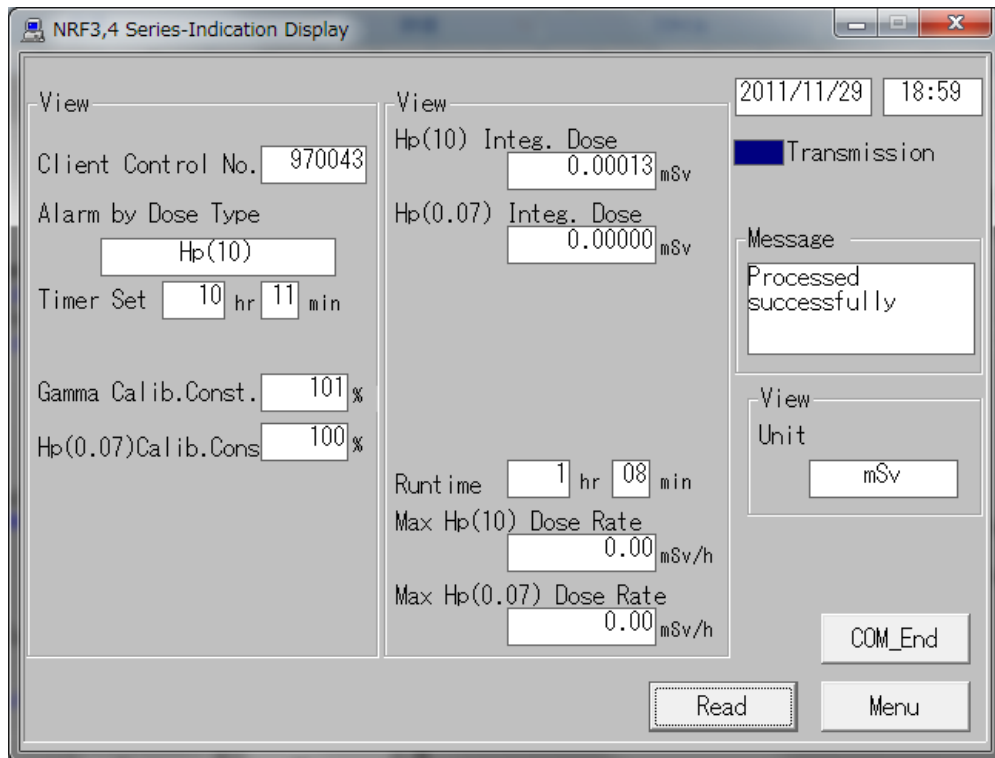 NRF3,4 Series-Indication Display
View
Client Control No. 970043
Alarm by Dose Type
Hp(10)
Timer Set 10 hr 11 min
Gamma Calib.Const. 101 %
Hp(0.07)Calib.Cons 100 %
View
Hp(10) Integ. Dose
0.00013 mSv
Hp(0.07) Integ. Dose
0.00000 mSv
Runtime 1 hr 08 min
Max Hp(10) Dose Rate
0.00 mSv/h
Max Hp(0.07) Dose Rate
0.00 mSv/h
2011/11/29 18:59
Transmission
Message
Processed
successfully
View
Unit
mSv
COM_End
Read Menu